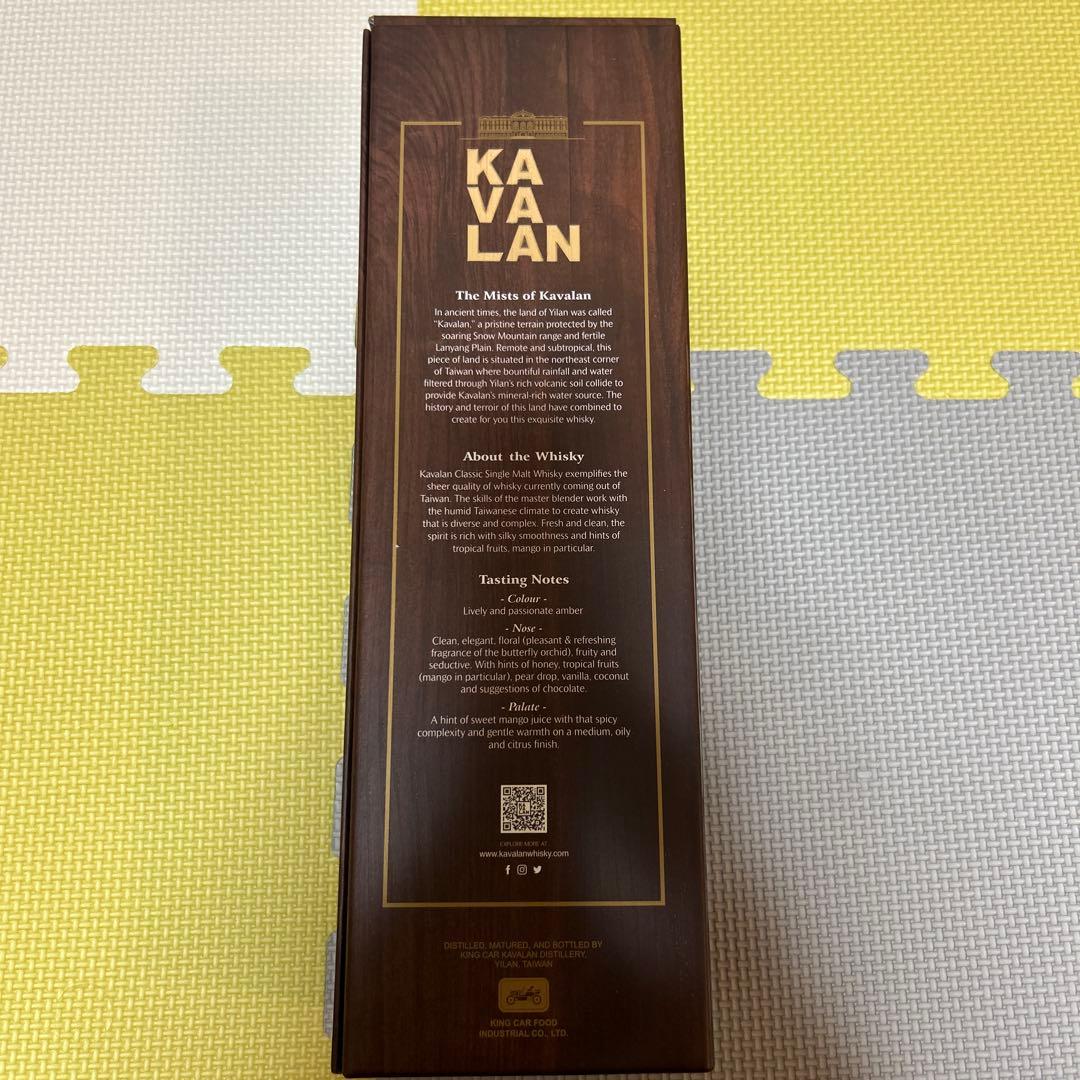 KA
VA
LAN
The Mists of Kavalan
In ancient times, the land of Yilan was called
"Kavalan," a pristine terrain protected by the
soaring Snow Mountain range and fertile
Lanyang Plain. Remote and subtropical, this
piece of land is situated in the northeast corner
of Taiwan where bountiful rainfall and water
filtered through Yilan's rich volcanic soil collide to
provide Kavalan's mineral-rich water source. The
history and terroir of this land have combined to
create for you this exquisite whisky.
About the Whisky
Kavalan Classic Single Malt Whisky exemplifies the
sheer quality of whisky currently coming out of
Taiwan. The skills of the master blender work with
the humid Taiwanese climate to create whisky
that is diverse and complex. Fresh and clean, the
spirit is rich with silky smoothness and hints of
tropical fruits, mango in particular.
Tasting Notes
- Colour -
Lively and passionate amber
- Nose -
Clean, elegant, floral (pleasant & refreshing
fragrance of the butterfly orchid), fruity and
seductive. With hints of honey, tropical fruits
(mango in particular), pear drop, vanilla, coconut
and suggestions of chocolate.
- Palate -
A hint of sweet mango juice with that spicy
complexity and gentle warmth on a medium, oily
and citrus finish.
KA
VA
LAN
EXPLORE MORE AT
www.kavalanwhisky.com
DISTILLED, MATURED, AND BOTTLED BY
KING CAR KAVALAN DISTILLERY,
YILAN, TAIWAN
KING CAR FOOD
INDUSTRIAL CO., LTD.